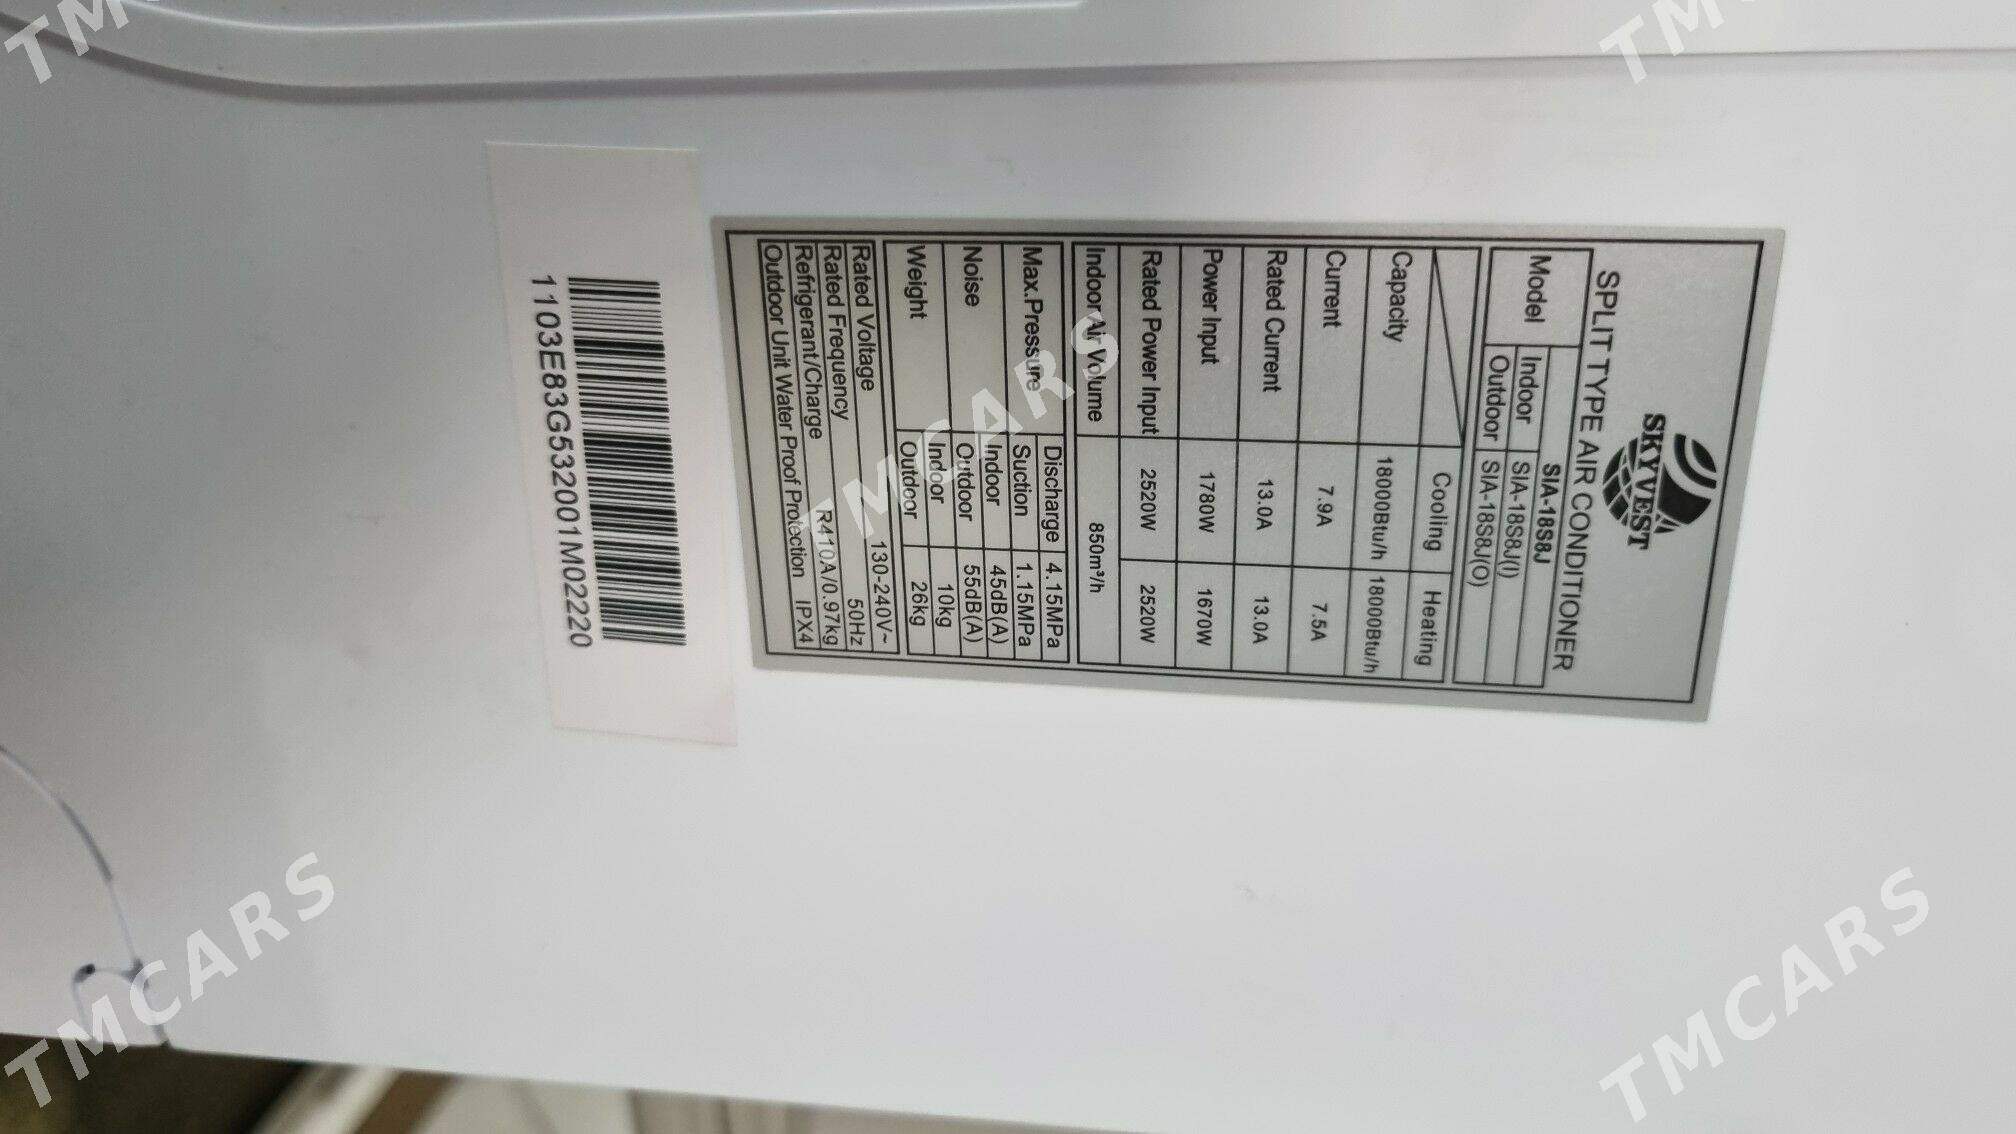 SKYVEST
SPLIT TYPE AIR CONDITIONER
Model SIA-18S8J
Indoor SIA-18S8J(I)
Outdoor SIA-18S8J(O)
Cooling Heating
Capacity 18000Btu/h 18000Btu/h
Current 7.9A 7.5A
Rated Current 13.0A 13.0A
Power Input 1780W 1670W
Rated Power Input 2520W 2520W
Indoor Air Volume 850m³/h
Max.Pressure Discharge 4.15MPa
Suction 1.15MPa
Noise Indoor 45dB(A)
Outdoor 55dB(A)
Weight Indoor 10kg
Outdoor 26kg
Rated Voltage 130-240V~
Rated Frequency 50Hz
Refrigerant/Charge R410A/0.97kg
Outdoor Unit Water Proof Protection IPX4
1103E83G532001M02220
TMCARS
TMCARS
TMCARS